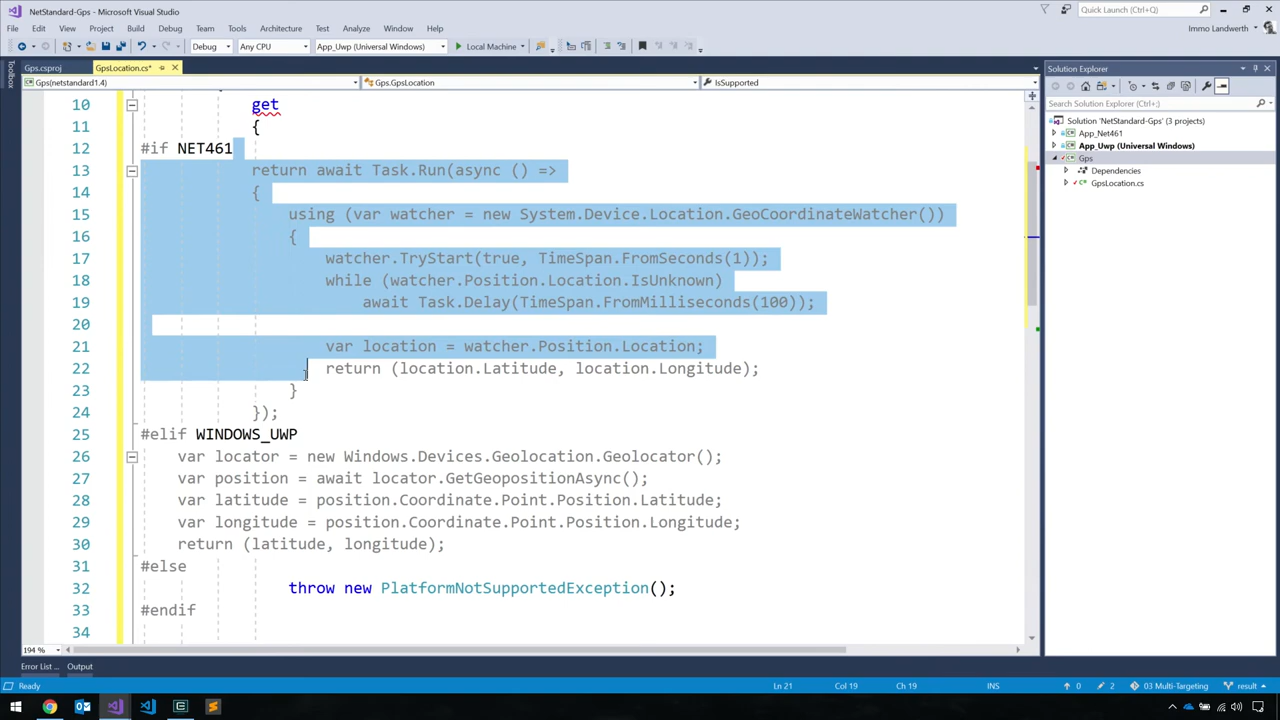 NetStandard-Gps - Microsoft Visual Studio
Quick Launch (Ctrl+Q)
File Edit View Project Build Debug Team Tools Architecture Test Analyze Window Help
Immo Landwerth
Debug Any CPU App_Uwp (Universal Windows) Local Machine
Toolbox
Gps.csproj GpsLocation.cs*
Gps(netstandard1.4) Gps.GpsLocation IsSupported
10 get
11 {
12 #if NET461
13 return await Task.Run(async () =>
14 {
15 using (var watcher = new System.Device.Location.GeoCoordinateWatcher())
16 {
17 watcher.TryStart(true, TimeSpan.FromSeconds(1));
18 while (watcher.Position.Location.IsUnknown)
19 await Task.Delay(TimeSpan.FromMilliseconds(100));
20
21 var location = watcher.Position.Location;
22 return (location.Latitude, location.Longitude);
23 }
24 });
25 #elif WINDOWS_UWP
26 var locator = new Windows.Devices.Geolocation.Geolocator();
27 var position = await locator.GetGeopositionAsync();
28 var latitude = position.Coordinate.Point.Position.Latitude;
29 var longitude = position.Coordinate.Point.Position.Longitude;
30 return (latitude, longitude);
31 #else
32 throw new PlatformNotSupportedException();
33 #endif
34
194 %
Solution Explorer
Search Solution Explorer (Ctrl+;)
Solution 'NetStandard-Gps' (3 projects)
App_Net461
App_Uwp (Universal Windows)
Gps
Dependencies
GpsLocation.cs
Error List ... Output
Ready Ln 21 Col 19 Ch 19 INS 0 2 03 Multi-Targeting result